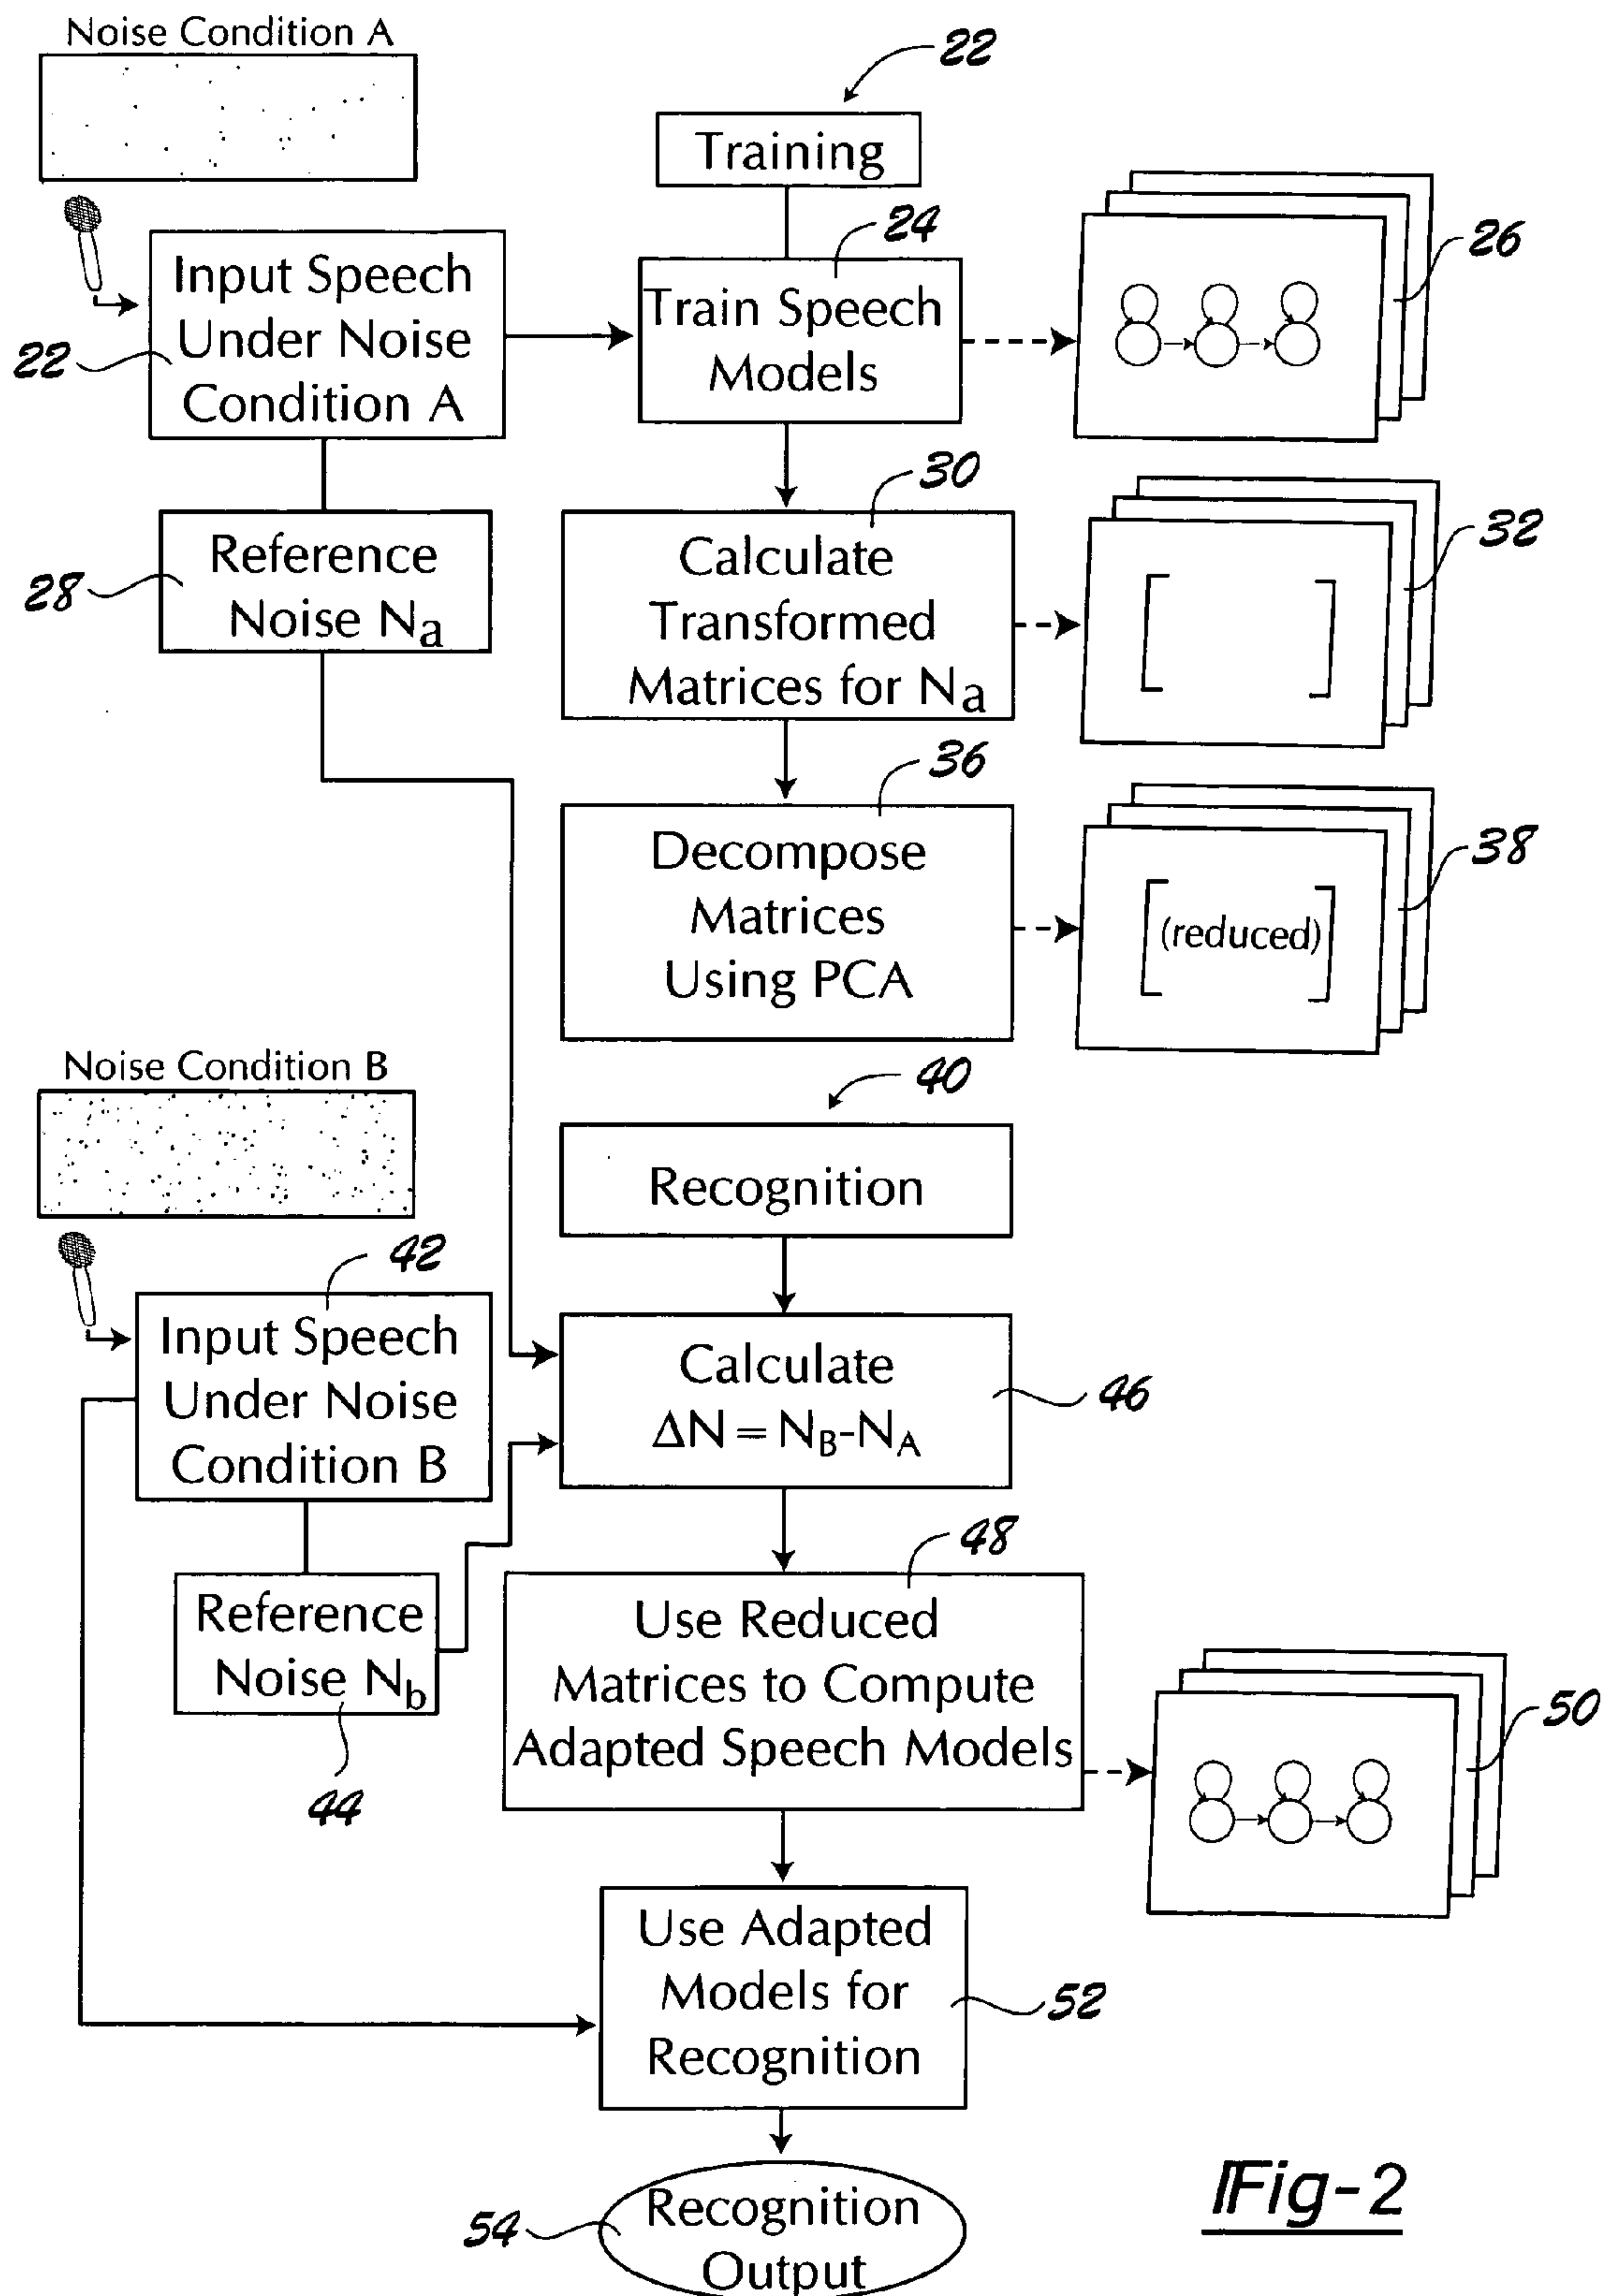 Noise Condition A
22
Training
24
26
Input Speech
Under Noise
Condition A
22
Train Speech
Models
30
32
Reference
Noise Na
28
Calculate
Transformed
Matrices for Na
36
38
Decompose
Matrices
Using PCA
(reduced)
Noise Condition B
40
Recognition
42
Input Speech
Under Noise
Condition B
Calculate
ΔN = NB-NA
46
48
Reference
Noise Nb
44
Use Reduced
Matrices to Compute
Adapted Speech Models
50
Use Adapted
Models for
Recognition
52
54
Recognition
Output
Fig-2